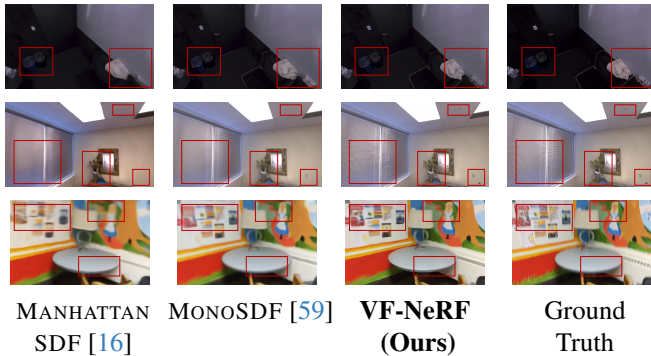 MANHATTAN SDF [16]
MONOSDF [59]
VF-NeRF (Ours)
Ground Truth